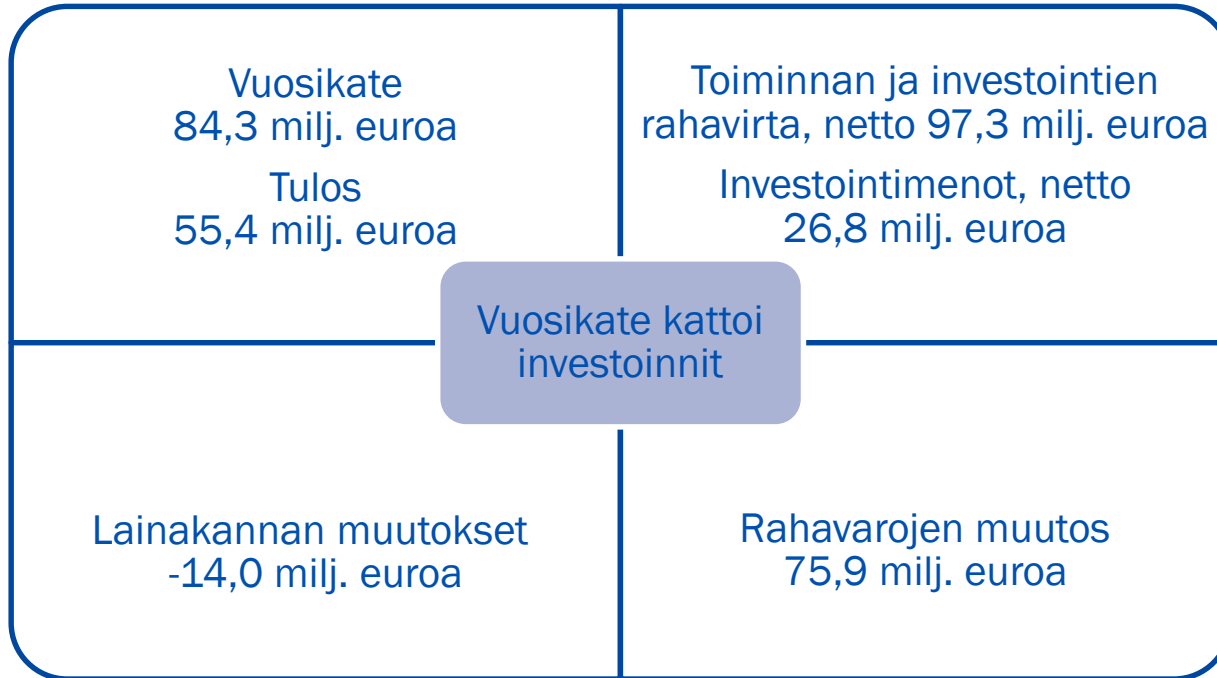 Vuosikate
84,3 milj. euroa
Tulos
55,4 milj. euroa
Toiminnan ja investointien
rahavirta, netto 97,3 milj. euroa
Investointimenot, netto
26,8 milj. euroa
Vuosikate kattoi
investoinnit
Lainakannan muutokset
-14,0 milj. euroa
Rahavarojen muutos
75,9 milj. euroa